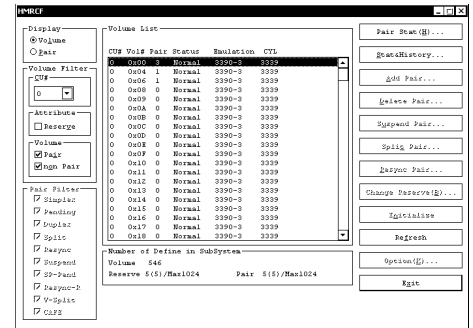 HMRCF
Display
Volume
Pair
Volume Filter
CU#
0
Attribute
Reserve
Volume
Pair
non Pair
Pair Filter
Simplex
Pending
Duplex
Split
Resync
Suspend
SP-Pend
Resync-R
V-Split
CAFS
Volume List
CU# Vol# Pair Status Emulation CYL
0 0x00 3 Normal 3390-3 3339
0 0x04 1 Normal 3390-3 3339
0 0x06 1 Normal 3390-3 3339
0 0x08 0 Normal 3390-3 3339
0 0x09 0 Normal 3390-3 3339
0 0x0A 0 Normal 3390-3 3339
0 0x0B 0 Normal 3390-3 3339
0 0x0C 0 Normal 3390-3 3339
0 0x0D 0 Normal 3390-3 3339
0 0x0E 0 Normal 3390-3 3339
0 0x0F 0 Normal 3390-3 3339
0 0x10 0 Normal 3390-3 3339
0 0x11 0 Normal 3390-3 3339
0 0x12 0 Normal 3390-3 3339
0 0x13 0 Normal 3390-3 3339
0 0x14 0 Normal 3390-3 3339
0 0x15 0 Normal 3390-3 3339
0 0x16 0 Normal 3390-3 3339
0 0x17 0 Normal 3390-3 3339
0 0x18 0 Normal 3390-3 3339
Number of Define in SubSystem
Volume 546
Reserve 5(5)/Max1024 Pair 5(5)/Max1024
Pair Stat(H)...
Stat&History...
Add Pair...
Delete Pair...
Suspend Pair...
Split Pair...
Resync Pair...
Change Reserve(R)...
Initialize
Refresh
Option(K)...
Exit